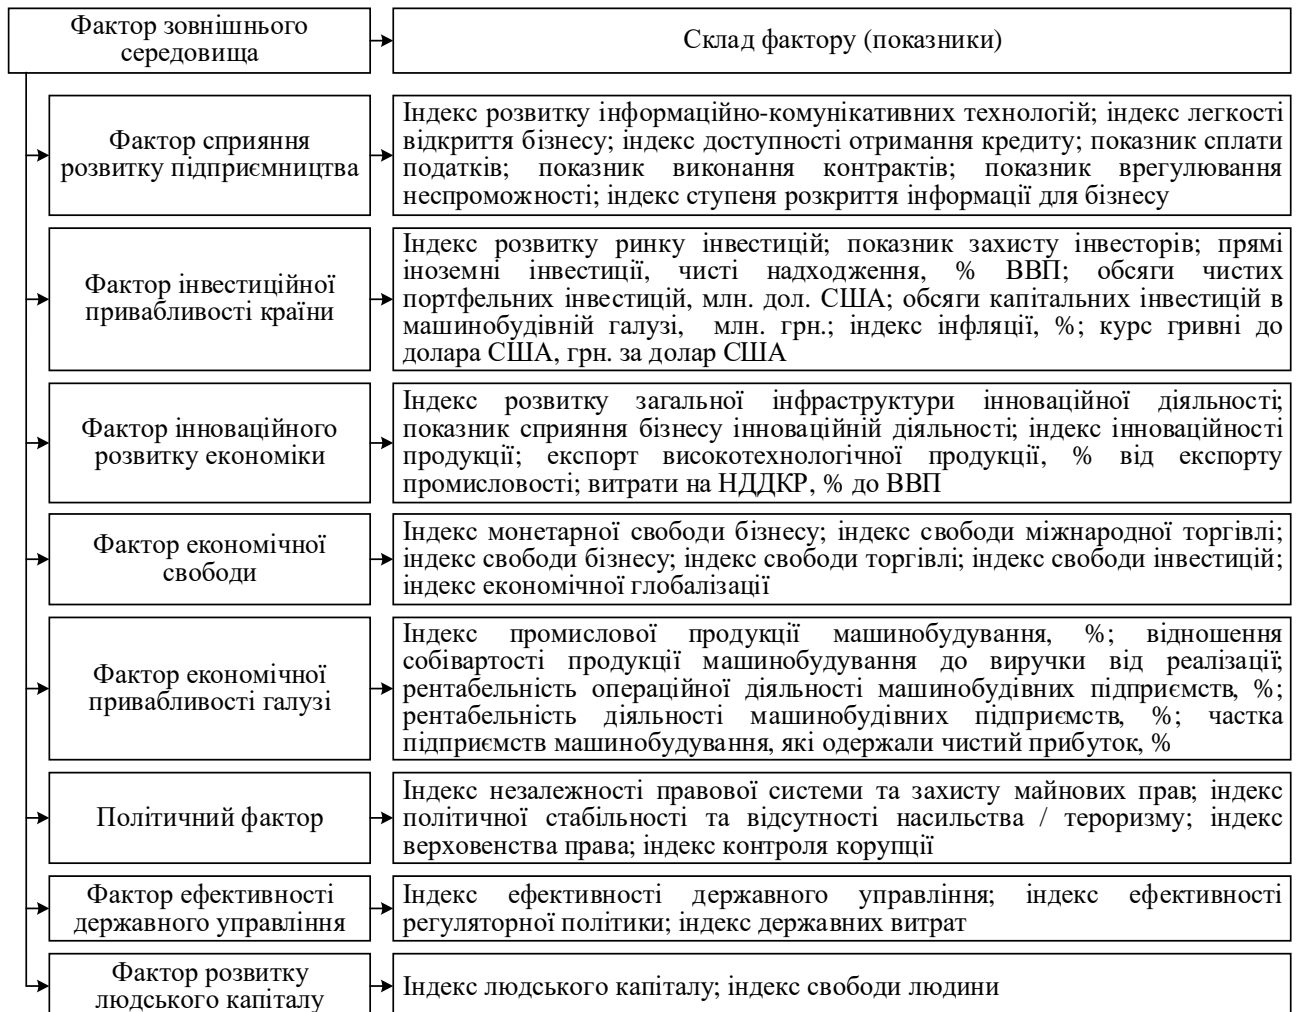 Фактор зовнішнього
середовища
Склад фактору (показники)
Фактор сприяння
розвитку підприємництва
Індекс розвитку інформаційно-комунікативних технологій; індекс легкості
відкриття бізнесу; індекс доступності отримання кредиту; показник сплати
податків; показник виконання контрактів; показник врегулювання
неспроможності; індекс ступеня розкриття інформації для бізнесу
Фактор інвестиційної
привабливості країни
Індекс розвитку ринку інвестицій; показник захисту інвесторів; прямі
іноземні інвестиції, чисті надходження, % ВВП; обсяги чистих
портфельних інвестицій, млн. дол. США; обсяги капітальних інвестицій в
машинобудівній галузі, млн. грн.; індекс інфляції, %; курс гривні до
долара США, грн. за долар США
Фактор інноваційного
розвитку економіки
Індекс розвитку загальної інфраструктури інноваційної діяльності;
показник сприяння бізнесу інноваційній діяльності; індекс інноваційності
продукції; експорт високотехнологічної продукції, % від експорту
промисловості; витрати на НДДКР, % до ВВП
Фактор економічної
свободи
Індекс монетарної свободи бізнесу; індекс свободи міжнародної торгівлі;
індекс свободи бізнесу; індекс свободи торгівлі; індекс свободи інвестицій;
індекс економічної глобалізації
Фактор економічної
привабливості галузі
Індекс промислової продукції машинобудування, %; відношення
собівартості продукції машинобудування до виручки від реалізації;
рентабельність операційної діяльності машинобудівних підприємств, %;
рентабельність діяльності машинобудівних підприємств, %; частка
підприємств машинобудування, які одержали чистий прибуток, %
Політичний фактор
Індекс незалежності правової системи та захисту майнових прав; індекс
політичної стабільності та відсутності насильства / тероризму; індекс
верховенства права; індекс контроля корупції
Фактор ефективності
державного управління
Індекс ефективності державного управління; індекс ефективності
регуляторної політики; індекс державних витрат
Фактор розвитку
людського капіталу
Індекс людського капіталу; індекс свободи людини